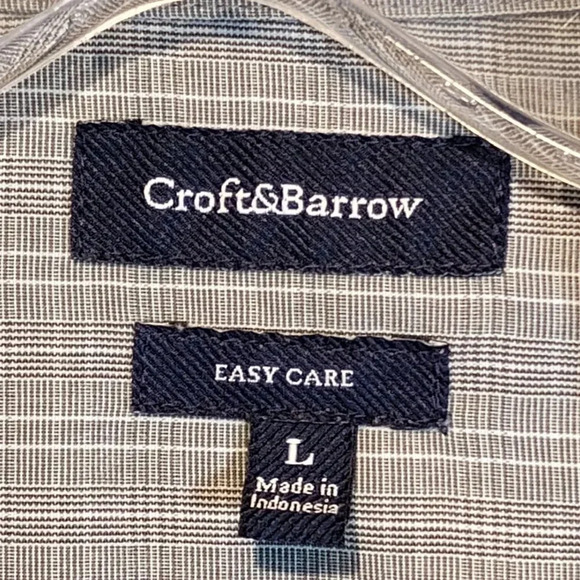 Croft&Barrow
EASY CARE
L
Made in
Indonesia